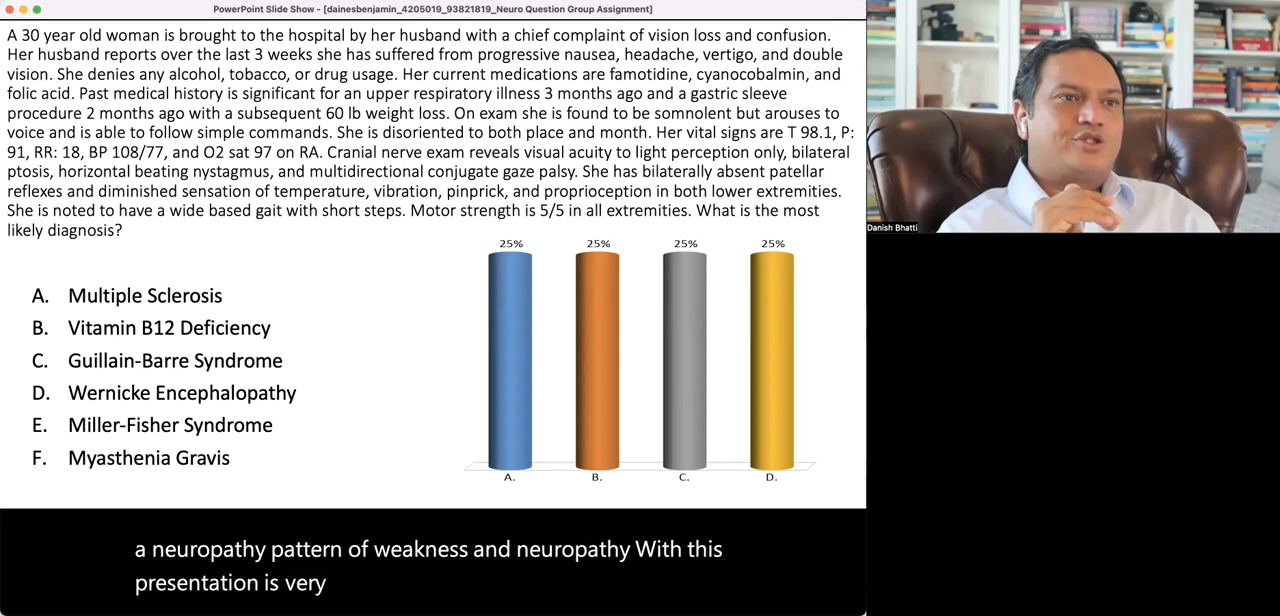 PowerPoint Slide Show - [dainesbenjamin_4205019_93821819_Neuro Question Group Assignment]
A 30 year old woman is brought to the hospital by her husband with a chief complaint of vision loss and confusion.
Her husband reports over the last 3 weeks she has suffered from progressive nausea, headache, vertigo, and double
vision. She denies any alcohol, tobacco, or drug usage. Her current medications are famotidine, cyanocobalmin, and
folic acid. Past medical history is significant for an upper respiratory illness 3 months ago and a gastric sleeve
procedure 2 months ago with a subsequent 60 lb weight loss. On exam she is found to be somnolent but arouses to
voice and is able to follow simple commands. She is disoriented to both place and month. Her vital signs are T 98.1, P:
91, RR: 18, BP 108/77, and O2 sat 97 on RA. Cranial nerve exam reveals visual acuity to light perception only, bilateral
ptosis, horizontal beating nystagmus, and multidirectional conjugate gaze palsy. She has bilaterally absent patellar
reflexes and diminished sensation of temperature, vibration, pinprick, and proprioception in both lower extremities.
She is noted to have a wide based gait with short steps. Motor strength is 5/5 in all extremities. What is the most
likely diagnosis?
A. Multiple Sclerosis
B. Vitamin B12 Deficiency
C. Guillain-Barre Syndrome
D. Wernicke Encephalopathy
E. Miller-Fisher Syndrome
F. Myasthenia Gravis
25% 25% 25% 25%
A. B. C. D.
Danish Bhatti
a neuropathy pattern of weakness and neuropathy With this
presentation is very